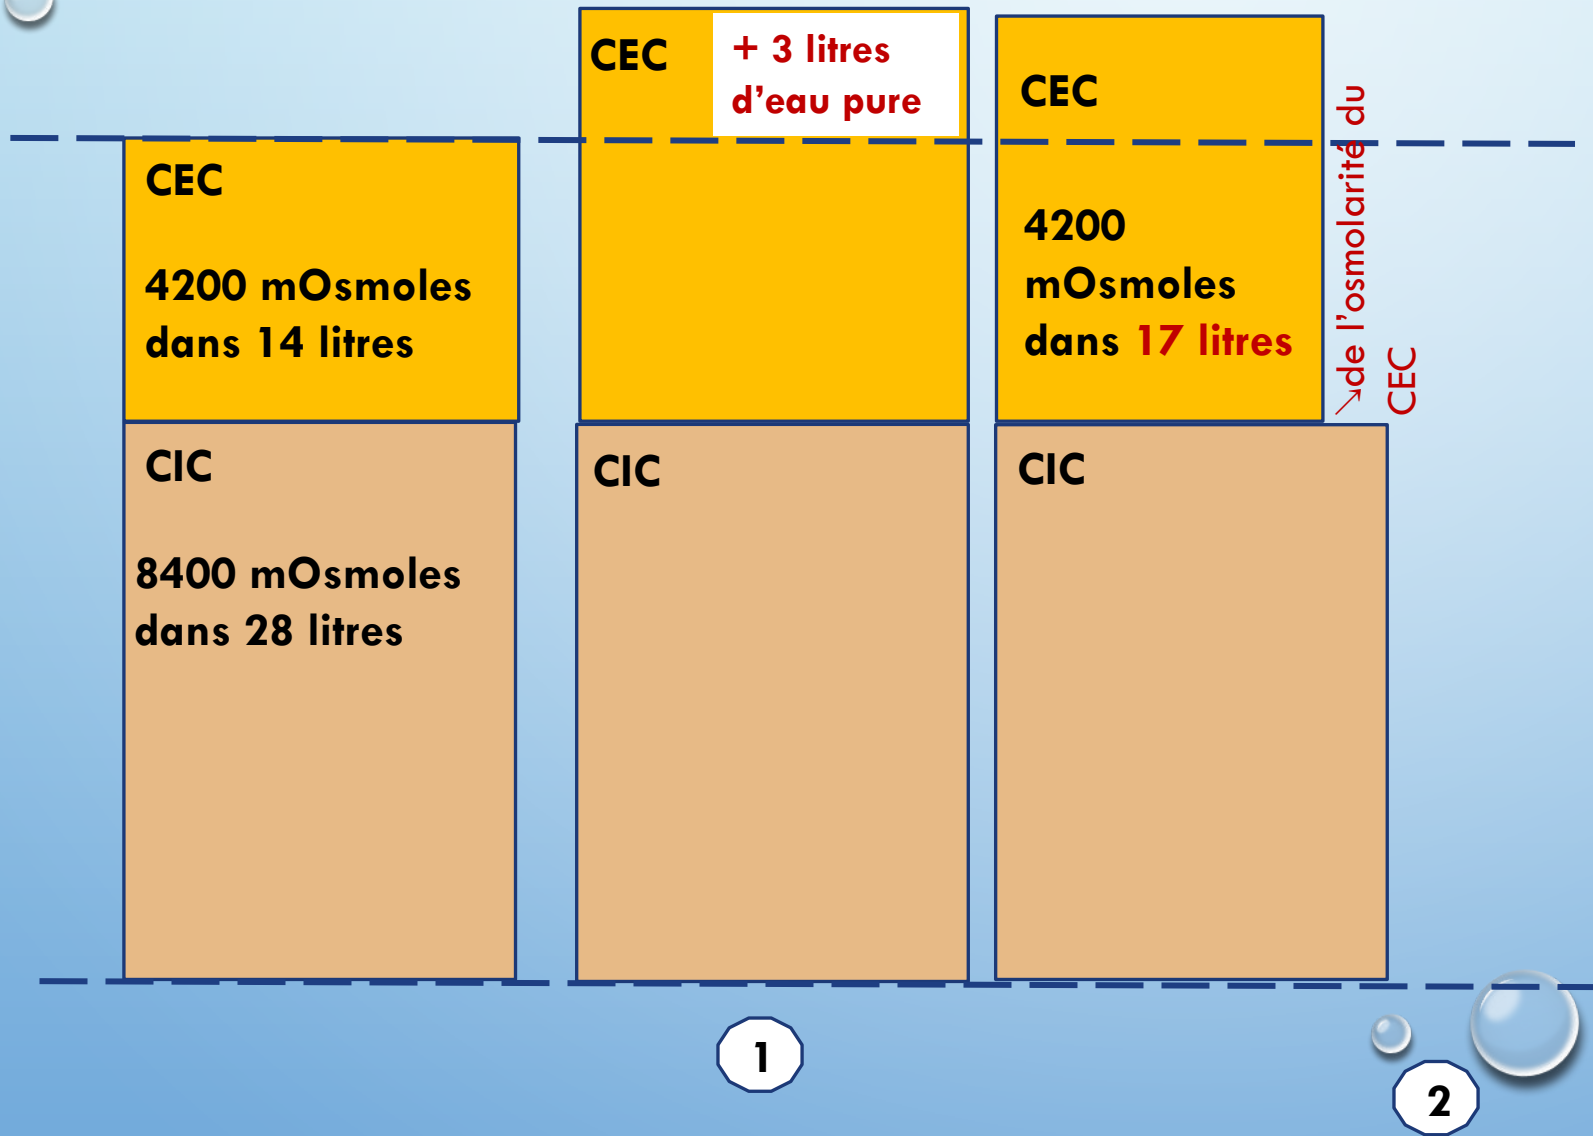 CEC
4200 mOsmoles
dans 14 litres
CIC
8400 mOsmoles
dans 28 litres
CEC
+ 3 litres
d’eau pure
CIC
CEC
4200
mOsmoles
dans 17 litres
↘de l’osmolarité du
CEC
CIC
1
2